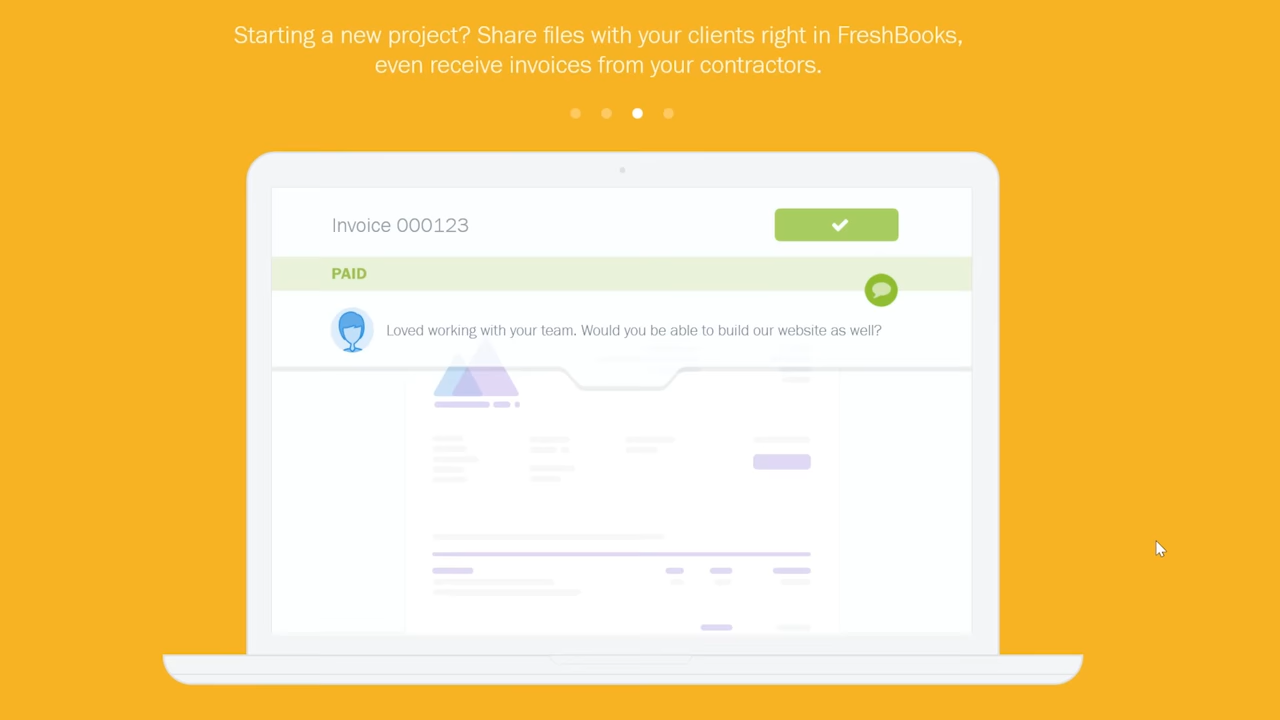 Starting a new project? Share files with your clients right in FreshBooks,
even receive invoices from your contractors.
Invoice 000123
PAID
Loved working with your team. Would you be able to build our website as well?